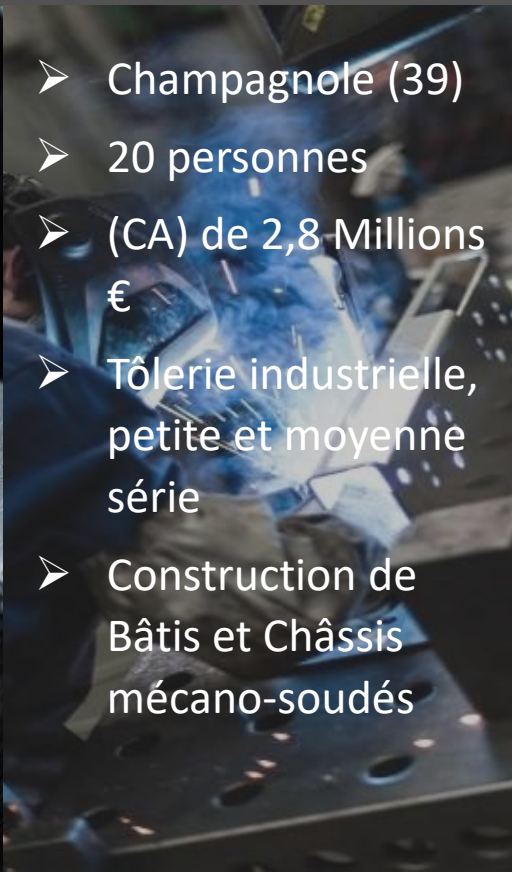 ➢ Champagnole (39)
➢ 20 personnes
➢ (CA) de 2,8 Millions
€
➢ Tôlerie industrielle,
petite et moyenne
série
➢ Construction de
Bâtis et Châssis
mécano-soudés